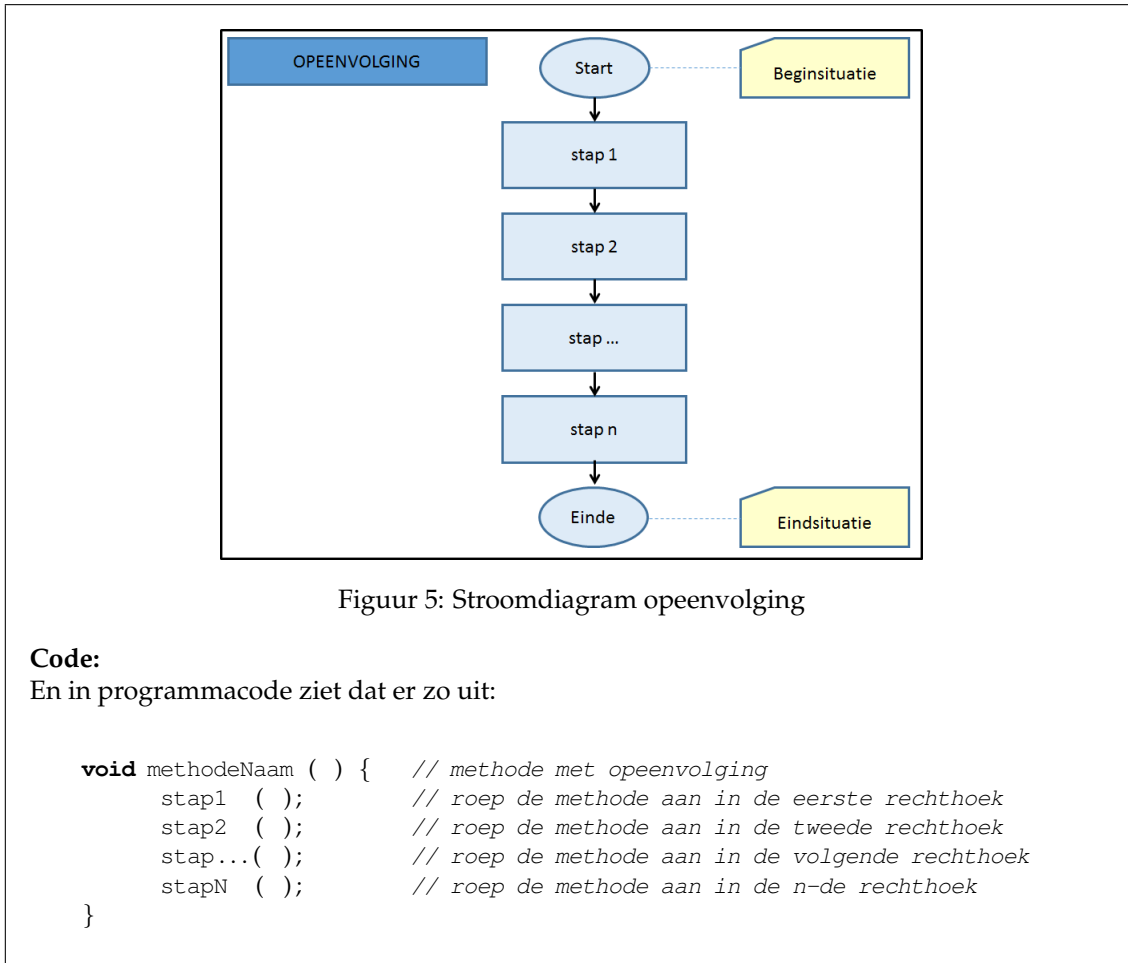 OPEENVOLGING
Start
Beginsituatie
stap 1
stap 2
stap ...
stap n
Einde
Eindsituatie
Figuur 5: Stroomdiagram opeenvolging
Code:
En in programmacode ziet dat er zo uit:
void methodeNaam ( ) { // methode met opeenvolging
stap1 ( ); // roep de methode aan in de eerste rechthoek
stap2 ( ); // roep de methode aan in de tweede rechthoek
stap...( ); // roep de methode aan in de volgende rechthoek
stapN ( ); // roep de methode aan in de n-de rechthoek
}